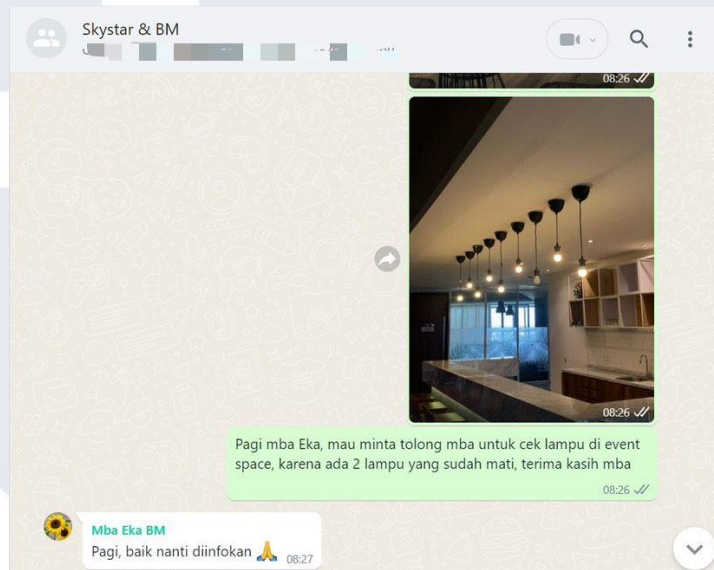 Skystar & BM
08:26
08:26
Pagi mba Eka, mau minta tolong mba untuk cek lampu di event
space, karena ada 2 lampu yang sudah mati, terima kasih mba
08:26
Mba Eka BM
Pagi, baik nanti diinfokan 🙏 08:27